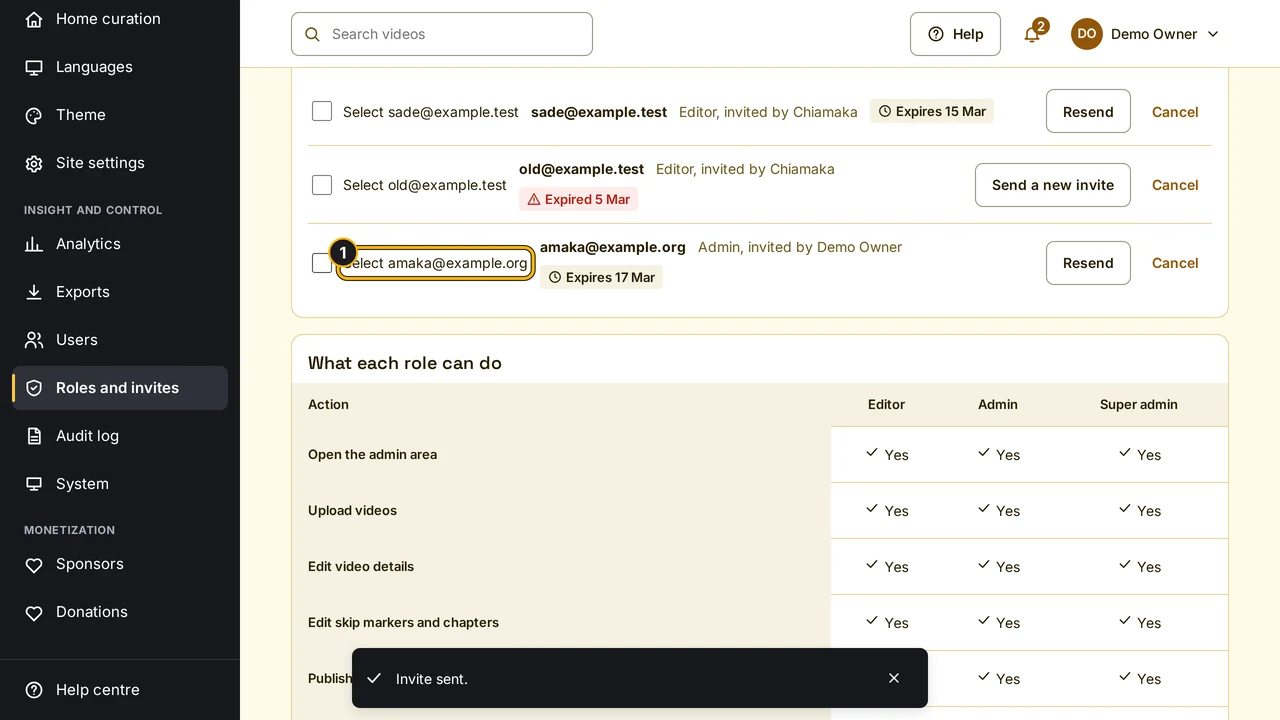 Home curation
Languages
Theme
Site settings
INSIGHT AND CONTROL
Analytics
Exports
Users
Roles and invites
Audit log
System
MONETIZATION
Sponsors
Donations
Help centre
Search videos
Help
2
DO Demo Owner
Select sade@example.test sade@example.test Editor, invited by Chiamaka Expires 15 Mar Resend Cancel
Select old@example.test old@example.test Editor, invited by Chiamaka
Expired 5 Mar
Send a new invite Cancel
1
elect amaka@example.org amaka@example.org Admin, invited by Demo Owner
Expires 17 Mar
Resend Cancel
What each role can do
Action Editor Admin Super admin
Open the admin area Yes Yes Yes
Upload videos Yes Yes Yes
Edit video details Yes Yes Yes
Edit skip markers and chapters Yes Yes Yes
Publish Yes Yes
Invite sent.